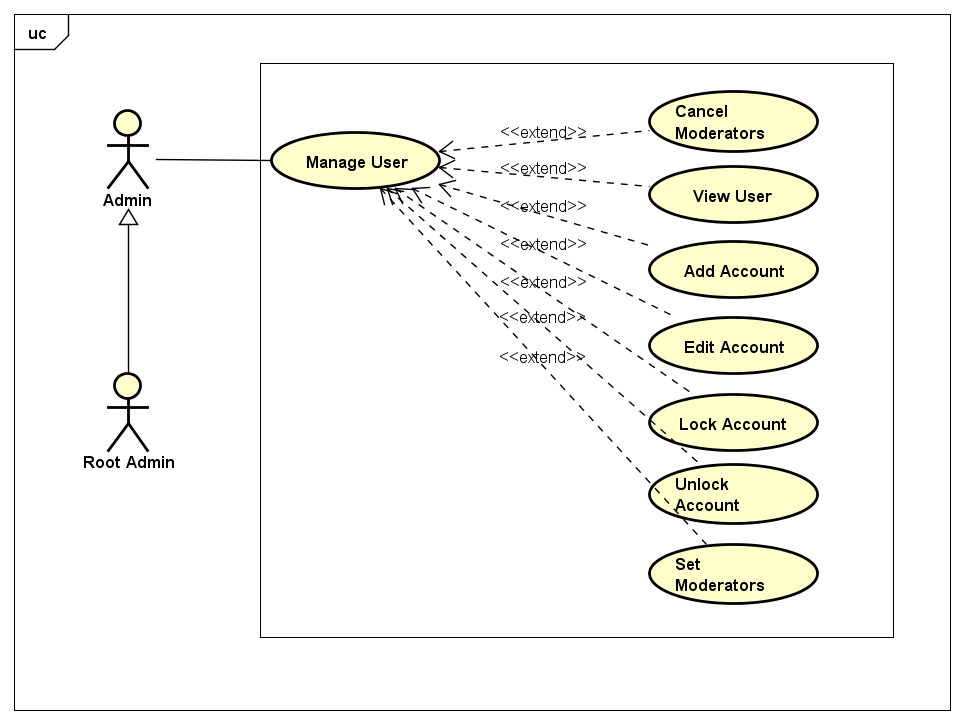 uc
Admin
Root Admin
Manage User
<<extend>>
<<extend>>
<<extend>>
<<extend>>
<<extend>>
<<extend>>
<<extend>>
Cancel
Moderators
View User
Add Account
Edit Account
Lock Account
Unlock
Account
Set
Moderators